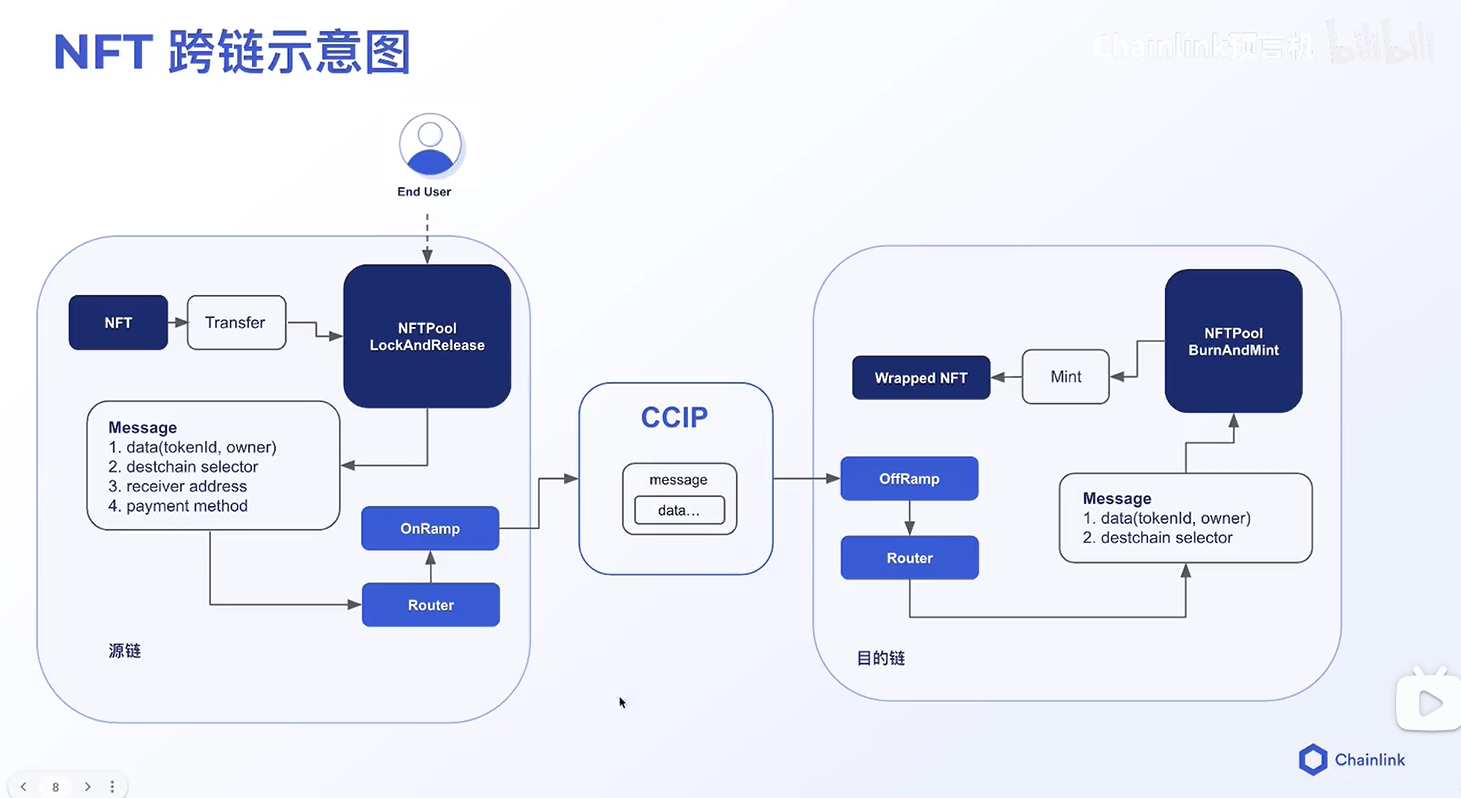 NFT 跨链示意图
Chainlink预言机 bilibili
End User
NFT
Transfer
NFTPool
LockAndRelease
Message
1. data(tokenId, owner)
2. destchain selector
3. receiver address
4. payment method
OnRamp
Router
源链
CCIP
message
data...
NFTPool
BurnAndMint
Mint
Wrapped NFT
OffRamp
Router
Message
1. data(tokenId, owner)
2. destchain selector
目的链
Chainlink
8